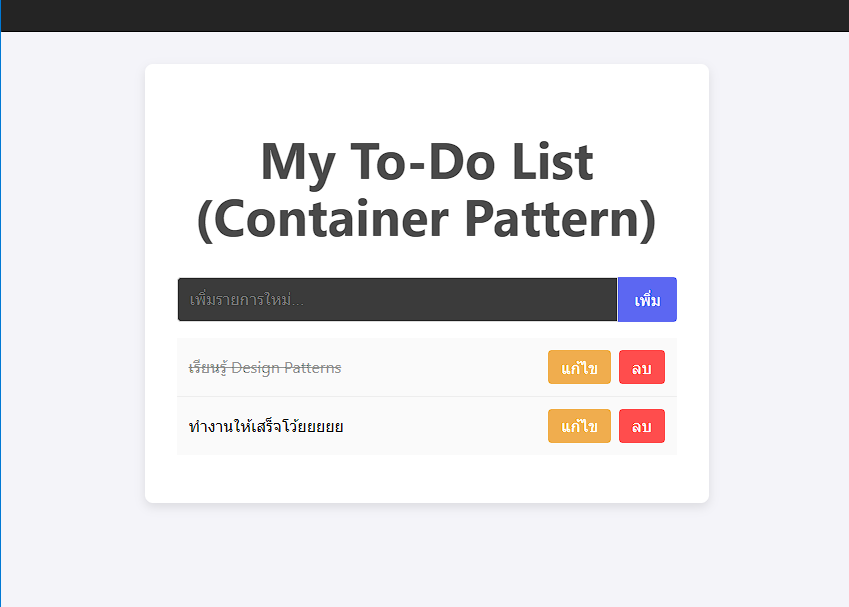 My To-Do List
(Container Pattern)
เพิ่มรายการใหม่...
เพิ่ม
เรียนรู้ Design Patterns
แก้ไข
ลบ
ทำงานให้เสร็จโว้ยยยยย
แก้ไข
ลบ